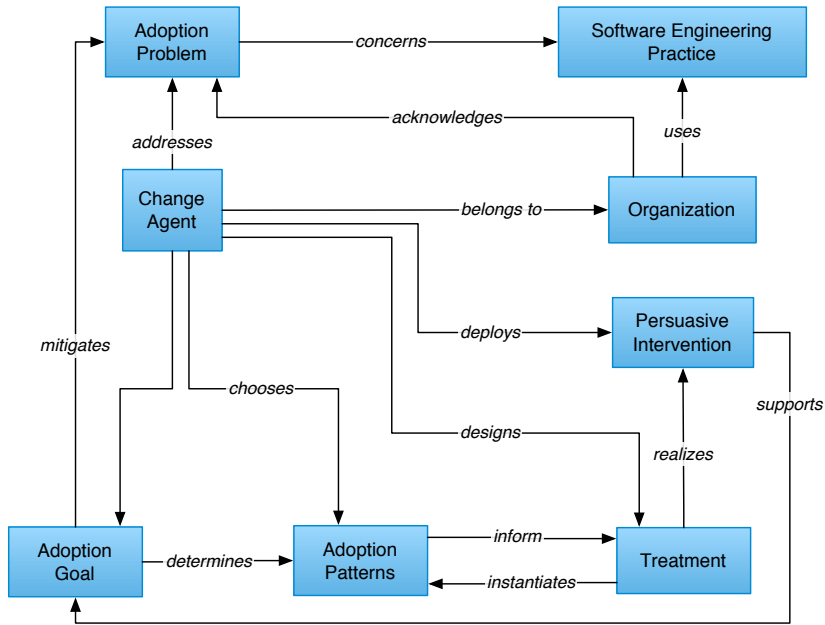 Adoption
Problem
concerns
Software Engineering
Practice
acknowledges
addresses
uses
Change
Agent
belongs to
Organization
mitigates
deploys
Persuasive
Intervention
chooses
supports
designs
realizes
Adoption
Goal
determines
Adoption
Patterns
inform
instantiates
Treatment